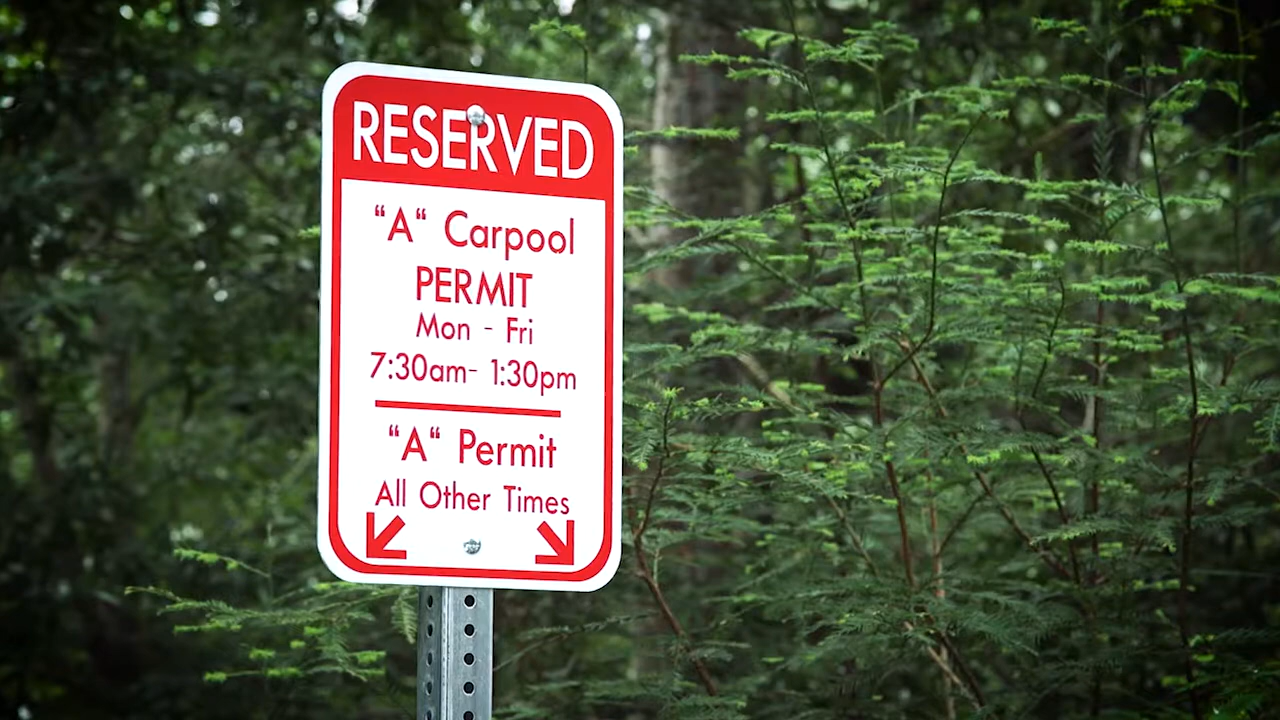 RESERVED
“A“ Carpool
PERMIT
Mon - Fri
7:30am- 1:30pm
“A“ Permit
All Other Times